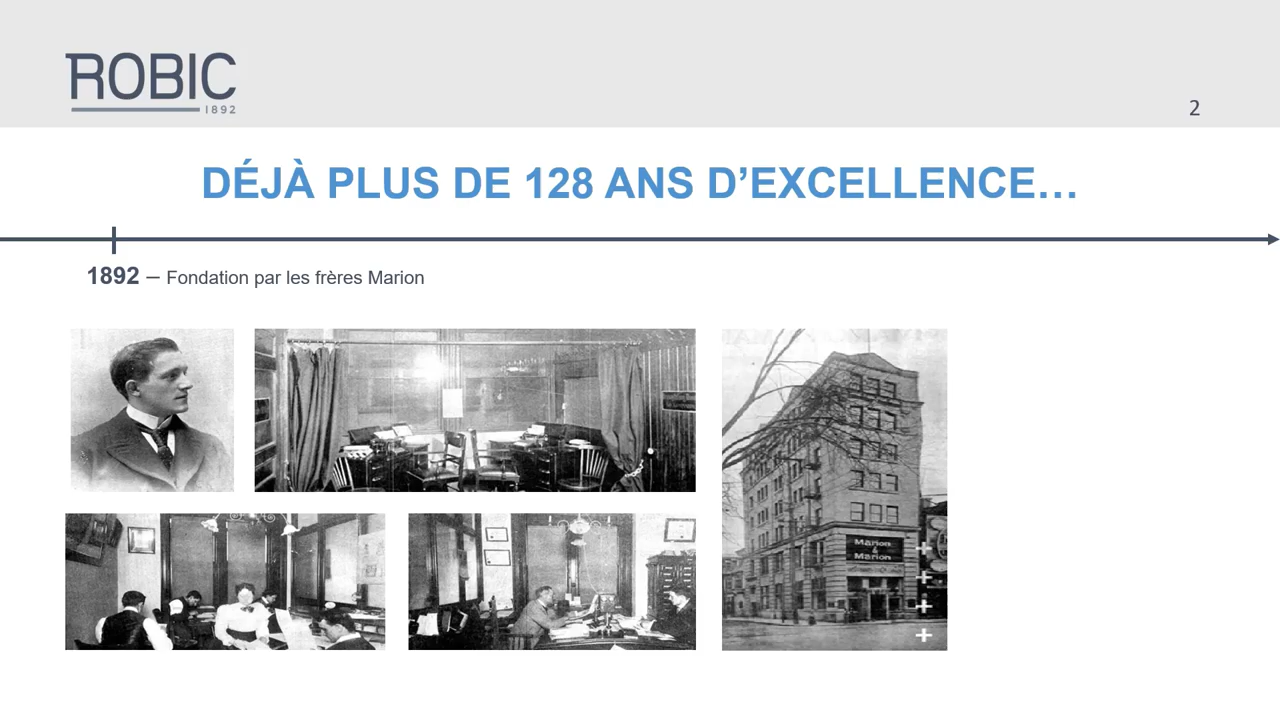 ROBIC
1892
2
DÉJÀ PLUS DE 128 ANS D’EXCELLENCE…
1892 – Fondation par les frères Marion
Marion
&
Marion